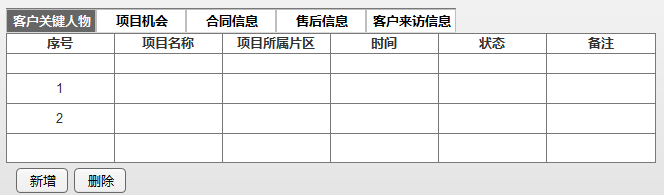 客户关键人物 项目机会 合同信息 售后信息 客户来访信息
序号 项目名称 项目所属片区 时间 状态 备注
1
2
新增 删除